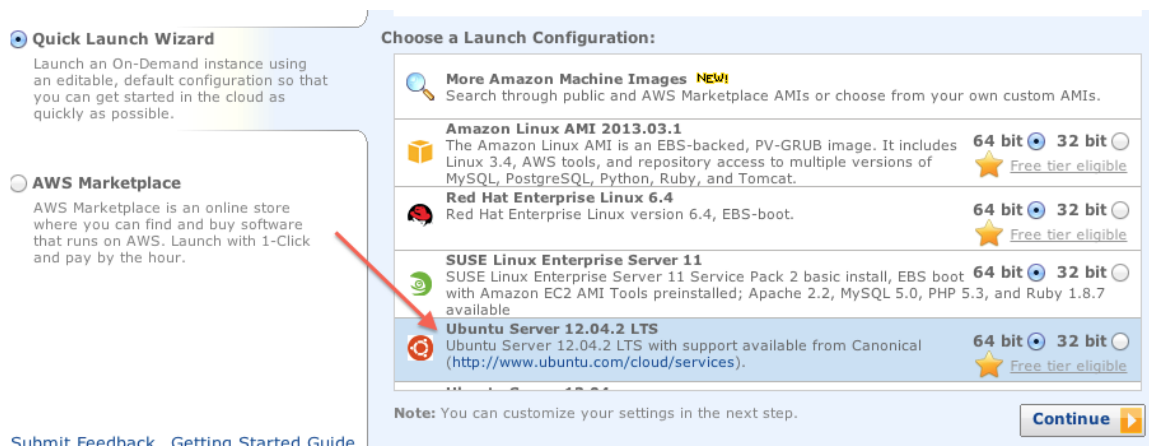 Quick Launch Wizard
Launch an On-Demand instance using
an editable, default configuration so that
you can get started in the cloud as
quickly as possible.
AWS Marketplace
AWS Marketplace is an online store
where you can find and buy software
that runs on AWS. Launch with 1-Click
and pay by the hour.
Submit Feedback Getting Started Guide
Choose a Launch Configuration:
More Amazon Machine Images NEW!
Search through public and AWS Marketplace AMIs or choose from your own custom AMIs.
Amazon Linux AMI 2013.03.1
The Amazon Linux AMI is an EBS-backed, PV-GRUB image. It includes
Linux 3.4, AWS tools, and repository access to multiple versions of
MySQL, PostgreSQL, Python, Ruby, and Tomcat.
64 bit 32 bit
Free tier eligible
Red Hat Enterprise Linux 6.4
Red Hat Enterprise Linux version 6.4, EBS-boot.
64 bit 32 bit
Free tier eligible
SUSE Linux Enterprise Server 11
SUSE Linux Enterprise Server 11 Service Pack 2 basic install, EBS boot
with Amazon EC2 AMI Tools preinstalled; Apache 2.2, MySQL 5.0, PHP 5.3, and Ruby 1.8.7
available
64 bit 32 bit
Ubuntu Server 12.04.2 LTS
Ubuntu Server 12.04.2 LTS with support available from Canonical
(http://www.ubuntu.com/cloud/services).
64 bit 32 bit
Free tier eligible
Note: You can customize your settings in the next step.
Continue